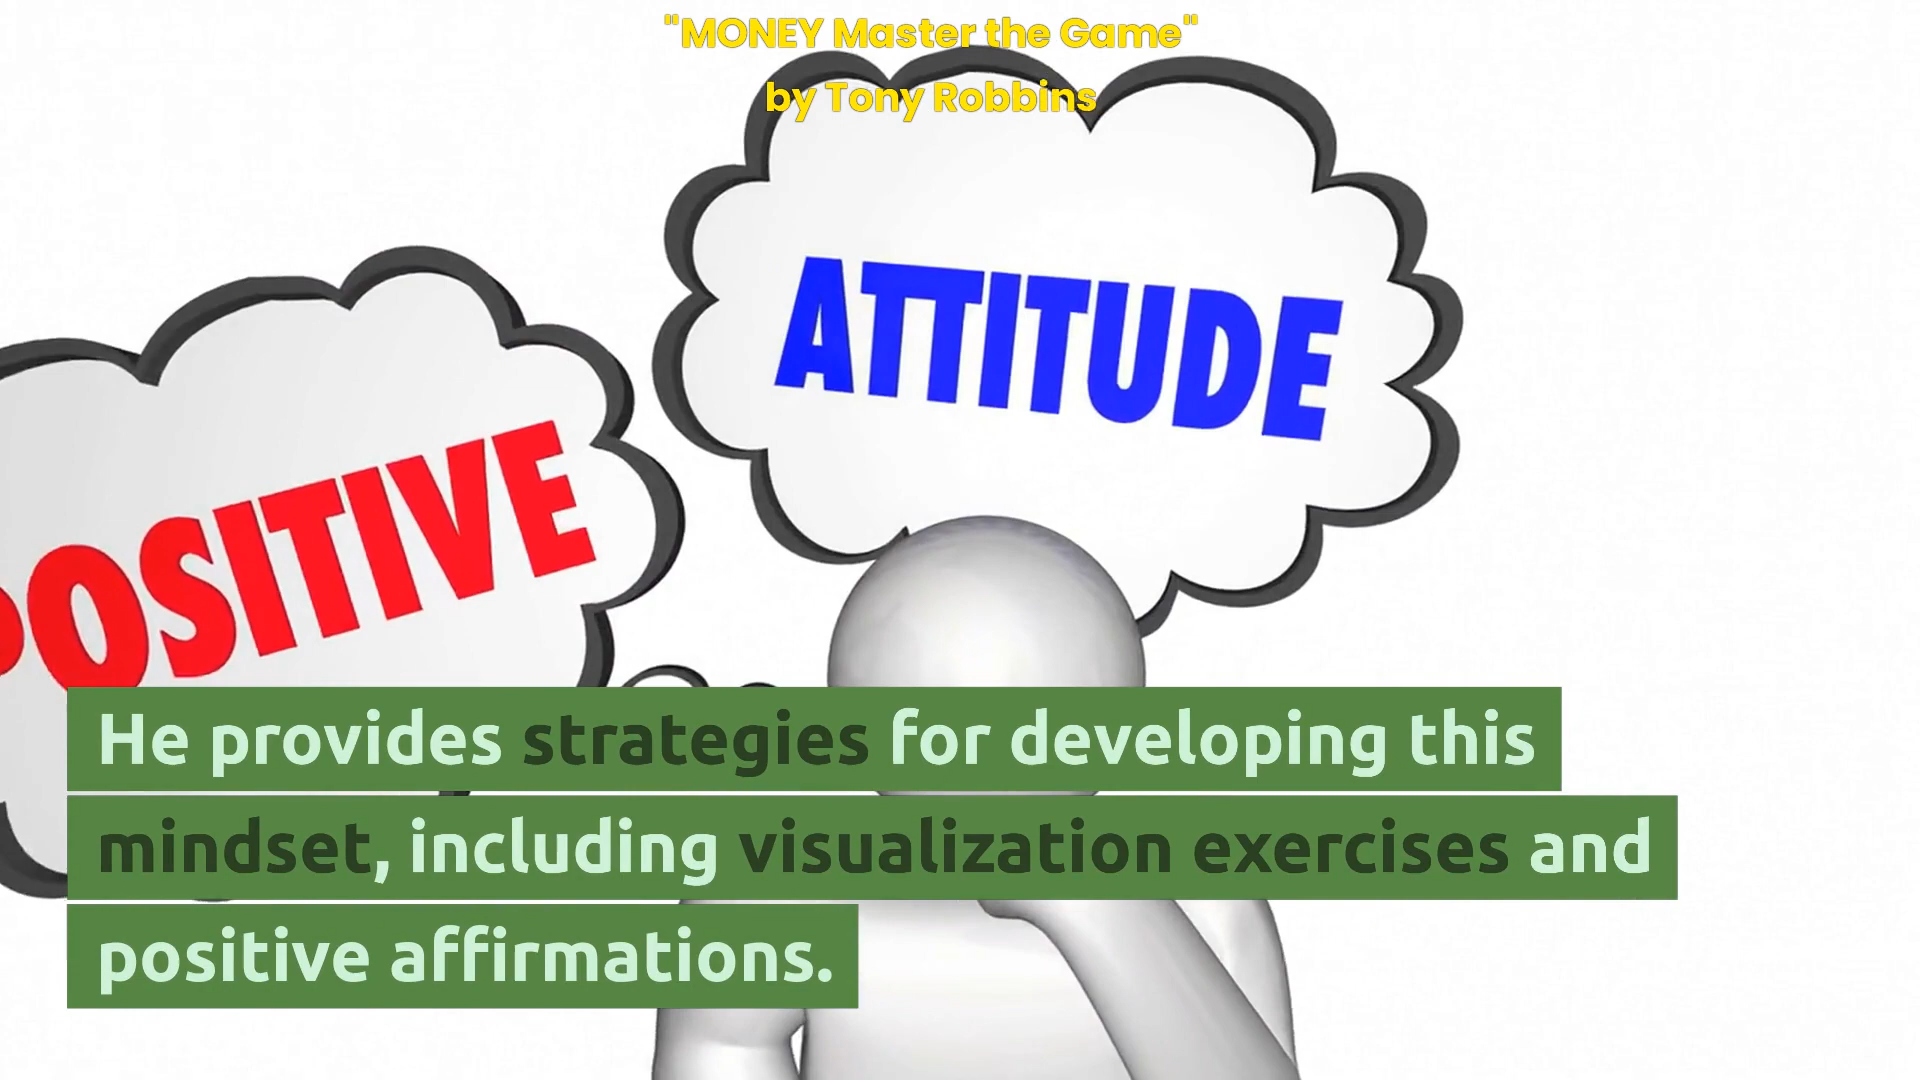 "MONEY Master the Game"
by Tony Robbins
ATTITUDE
POSITIVE
He provides strategies for developing this
mindset, including visualization exercises and
positive affirmations.